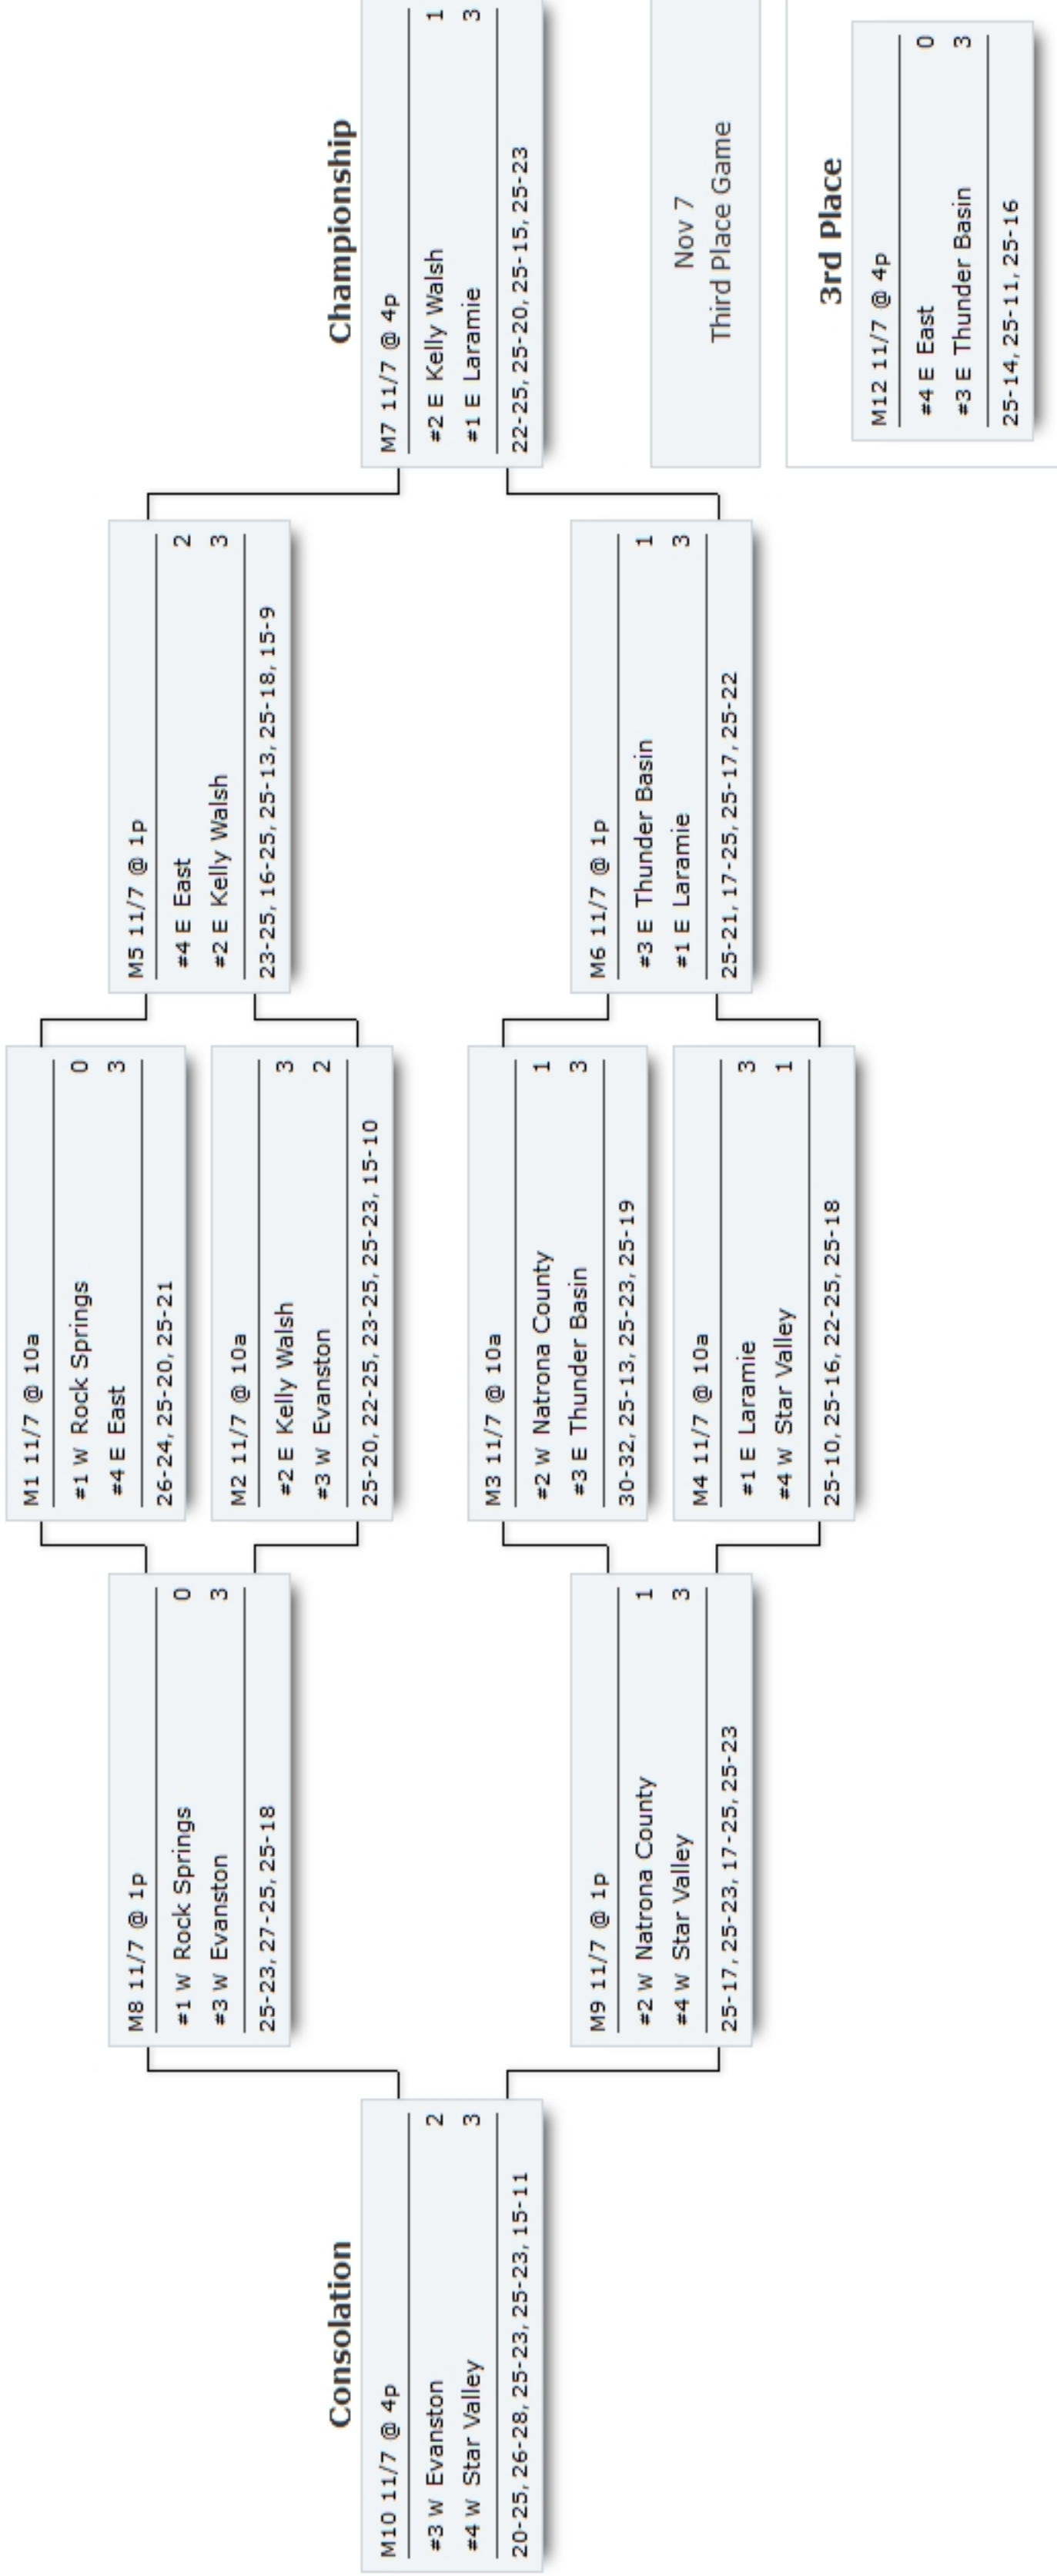 Consolation
M10 11/7 @ 4p
#3 W Evanston 2
#4 W Star Valley 3
20-25, 26-28, 25-23, 25-23, 15-11
M8 11/7 @ 1p
#1 W Rock Springs 0
#3 W Evanston 3
25-23, 27-25, 25-18
M9 11/7 @ 1p
#2 W Natrona County 1
#4 W Star Valley 3
25-17, 25-23, 17-25, 25-23
M1 11/7 @ 10a
#1 W Rock Springs 0
#4 E East 3
26-24, 25-20, 25-21
M2 11/7 @ 10a
#2 E Kelly Walsh 3
#3 W Evanston 2
25-20, 22-25, 23-25, 25-23, 15-10
M3 11/7 @ 10a
#2 W Natrona County 1
#3 E Thunder Basin 3
30-32, 25-13, 25-23, 25-19
M4 11/7 @ 10a
#1 E Laramie 3
#4 W Star Valley 1
25-10, 25-16, 22-25, 25-18
M5 11/7 @ 1p
#4 E East 2
#2 E Kelly Walsh 3
23-25, 16-25, 25-13, 25-18, 15-9
M6 11/7 @ 1p
#3 E Thunder Basin 1
#1 E Laramie 3
25-21, 17-25, 25-17, 25-22
Championship
M7 11/7 @ 4p
#2 E Kelly Walsh 1
#1 E Laramie 3
22-25, 25-20, 25-15, 25-23
Nov 7
Third Place Game
3rd Place
M12 11/7 @ 4p
#4 E East 0
#3 E Thunder Basin 3
25-14, 25-11, 25-16